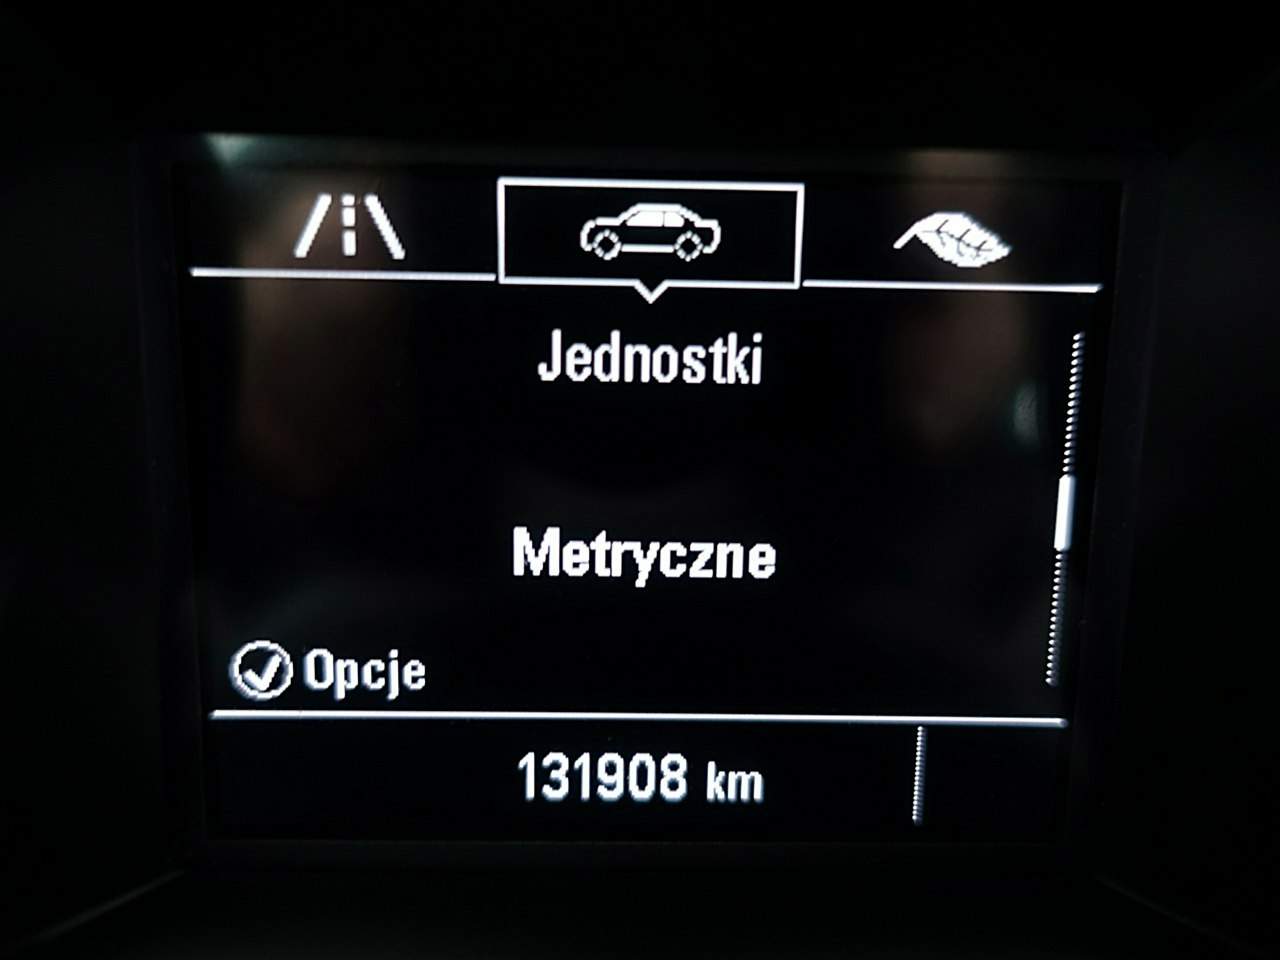 Jednostki
Metryczne
Opcje
131908 km